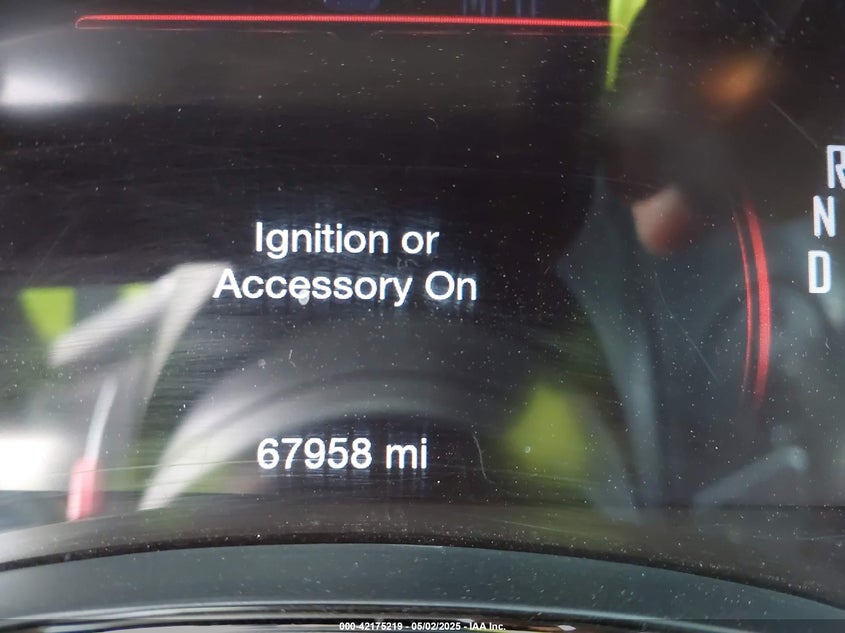 R
N
D
Ignition or
Accessory On
67958 mi
000-42175219 - 05/02/2025 - IAA Inc.